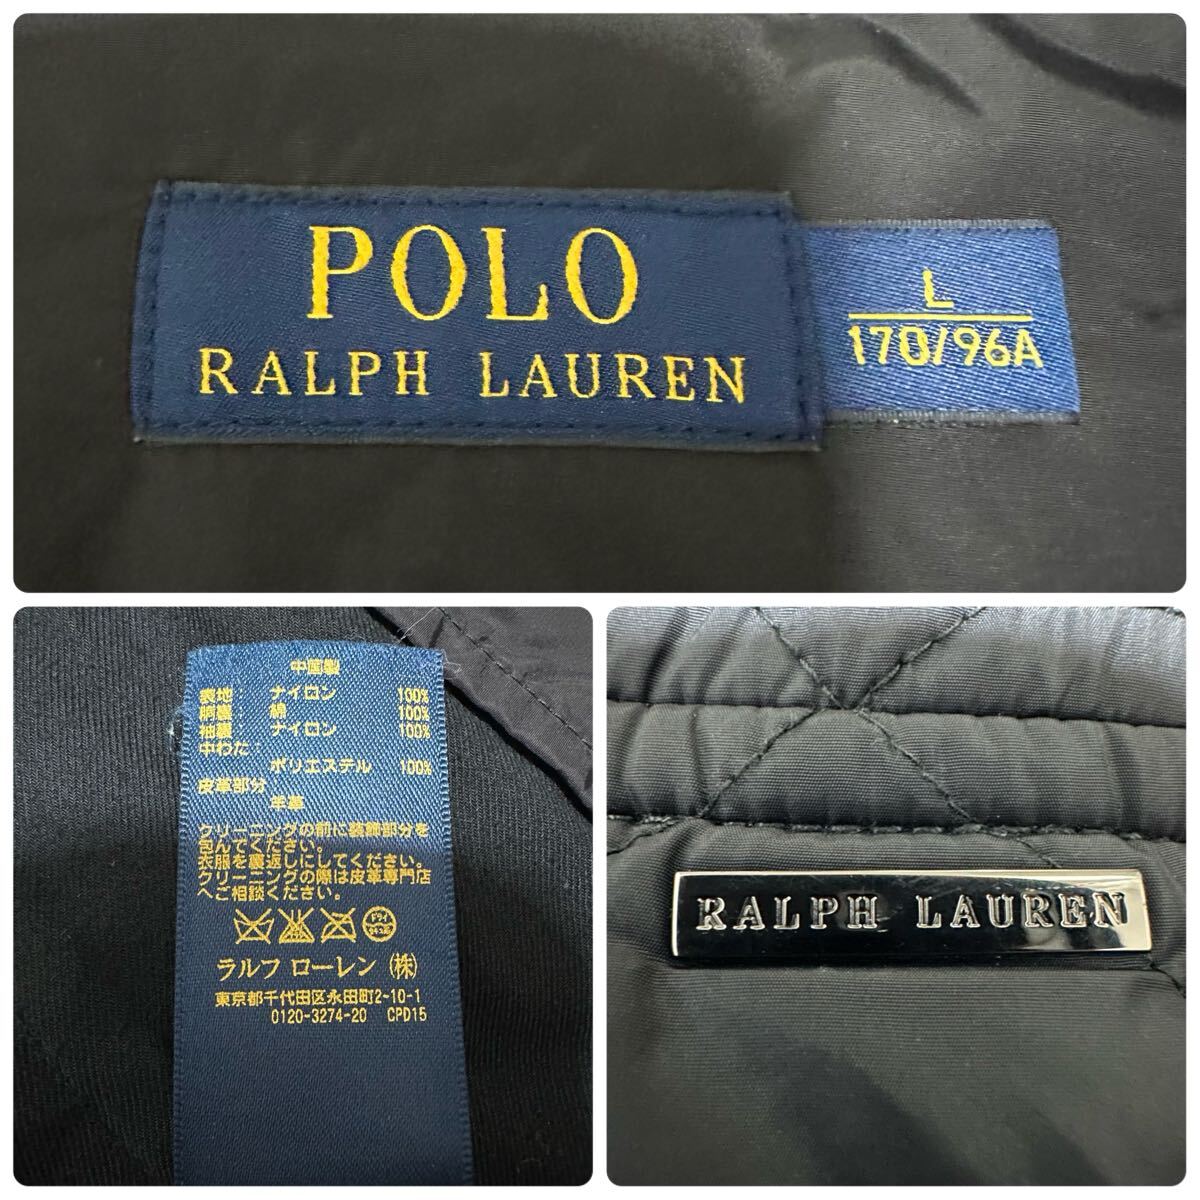 POLO
RALPH LAUREN
L
170/96A
中国製
表地: ナイロン 100%
胴裏: 綿 100%
袖裏: ナイロン 100%
中わた:
ポリエステル 100%
皮革部分
羊革
クリーニングの前に装飾部分を
包んでください。
衣服を裏返しにしてください。
クリーニングの際は皮革専門店
へご相談ください。
ドライ
ラルフ ローレン (株)
東京都千代田区永田町2-10-1
0120-3274-20 CPD15
RALPH LAUREN